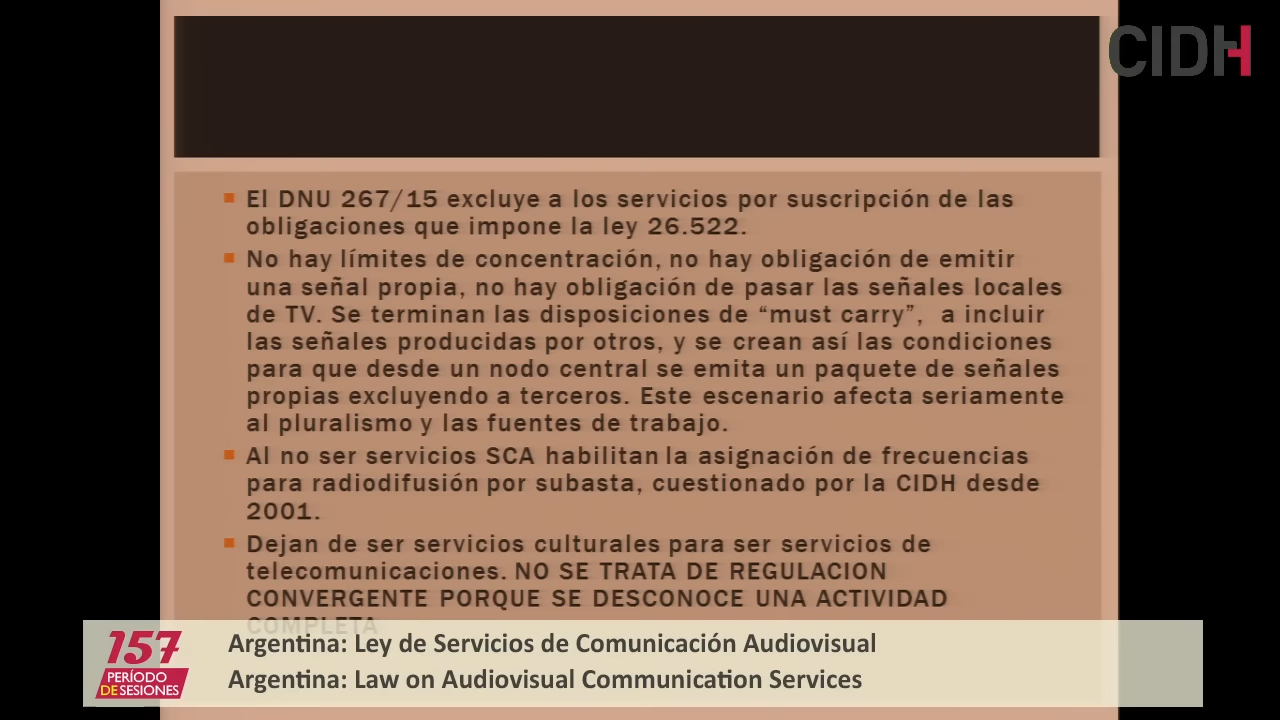 CIDH
El DNU 267/15 excluye a los servicios por suscripción de las
obligaciones que impone la ley 26.522.
No hay límites de concentración, no hay obligación de emitir
una señal propia, no hay obligación de pasar las señales locales
de TV. Se terminan las disposiciones de “must carry”, a incluir
las señales producidas por otros, y se crean así las condiciones
para que desde un nodo central se emita un paquete de señales
propias excluyendo a terceros. Este escenario afecta seriamente
al pluralismo y las fuentes de trabajo.
Al no ser servicios SCA habilitan la asignación de frecuencias
para radiodifusión por subasta, cuestionado por la CIDH desde
2001.
Dejan de ser servicios culturales para ser servicios de
telecomunicaciones. NO SE TRATA DE REGULACION
CONVERGENTE PORQUE SE DESCONOCE UNA ACTIVIDAD
COMPLETA
157
PERÍODO
DE SESIONES
Argentina: Ley de Servicios de Comunicación Audiovisual
Argentina: Law on Audiovisual Communication Services